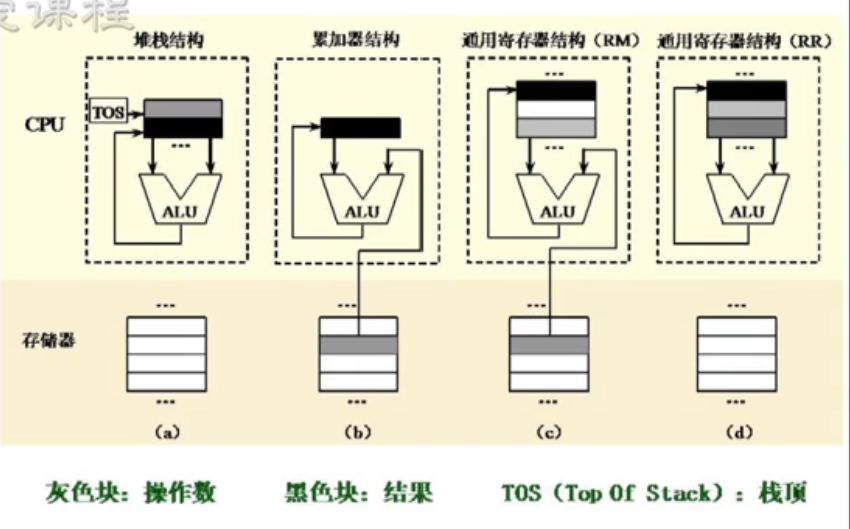 课程
堆栈结构
累加器结构
通用寄存器结构（RM）
通用寄存器结构（RR）
CPU
TOS
...
...
...
...
...
ALU
ALU
ALU
ALU
存储器
...
...
...
...
...
...
...
...
（a）
（b）
（c）
（d）
灰色块：操作数
黑色块：结果
TOS（Top Of Stack）：栈顶